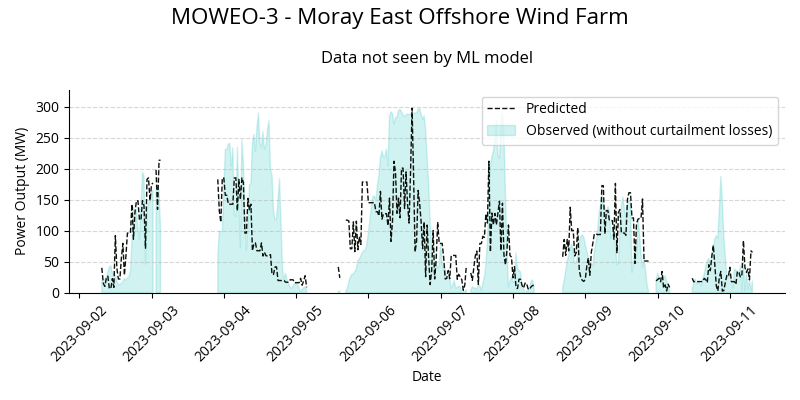 MOWEO-3 - Moray East Offshore Wind Farm
Data not seen by ML model
Predicted
Observed (without curtailment losses)
Power Output (MW)
300
250
200
150
100
50
0
2023-09-02
2023-09-03
2023-09-04
2023-09-05
2023-09-06
2023-09-07
2023-09-08
2023-09-09
2023-09-10
2023-09-11
Date